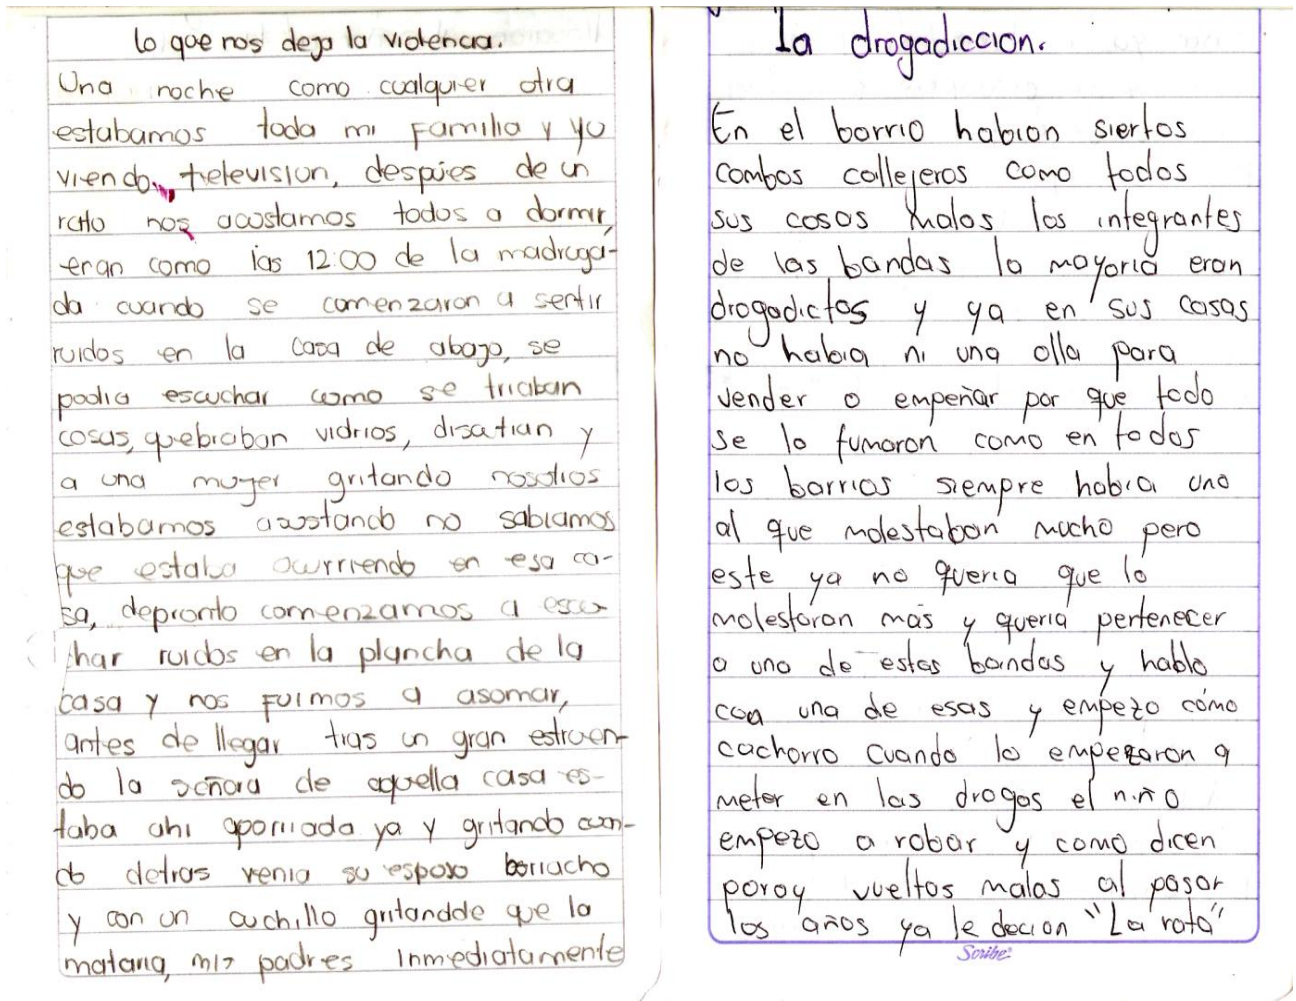 lo que nos dejo la violencia.
Una noche como cualquier otra
estabamos toda mi familia y yo
viendo television, despúes de un
rato nos acostamos todos a dormir,
eran como las 12:00 de la madruga-
da cuando se comenzaron a sentir
ruidos en la casa de abajo, se
podia escuchar como se triaban
cosas, quebraban vidrios, discutian y
a una mujer gritando nosotros
estabamos acostando no sabiamos
que estaba ocurriendo en esa ca-
sa, depronto comenzamos a escu-
char ruidos en la plancha de la
casa y nos fuimos a asomar,
antes de llegar tras un gran estruen-
do la señora de aquella casa es-
taba ahi aporriada ya y gritando cuan-
do detras venia su esposo borracho
y con un cuchillo gritandole que la
mataria, mis padres inmediatamente
la drogadiccion.
En el barrio habian siertos
combos callejeros como todos
sus cosas malas los integrantes
de las bandas la mayoria eran
drogadictos y ya en sus casas
no habia ni una olla para
vender o empeñar por que todo
se lo fumaron como en todos
los barrios siempre habia uno
al que molestaban mucho pero
este ya no queria que lo
molestaran más y queria pertenecer
a una de estas bandas y hablo
con una de esas y empezo cómo
cachorro cuando lo empezaron a
meter en las drogas el niño
empezo a robar y como dicen
poray vueltas malas al pasar
los años ya le decian "La rata"
Scribe